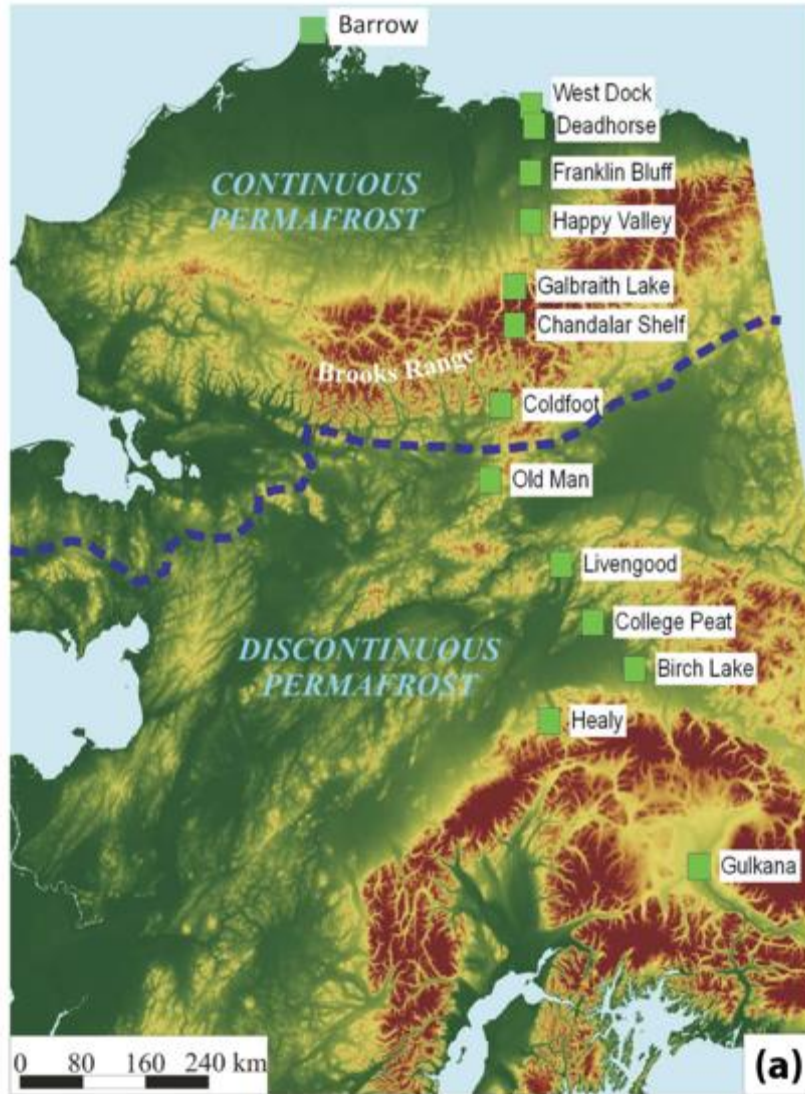 Barrow
West Dock
Deadhorse
CONTINUOUS
PERMAFROST
Franklin Bluff
Happy Valley
Galbraith Lake
Chandalar Shelf
Brooks Range
Coldfoot
Old Man
Livengood
College Peat
DISCONTINUOUS
PERMAFROST
Birch Lake
Healy
Gulkana
0 80 160 240 km
(a)